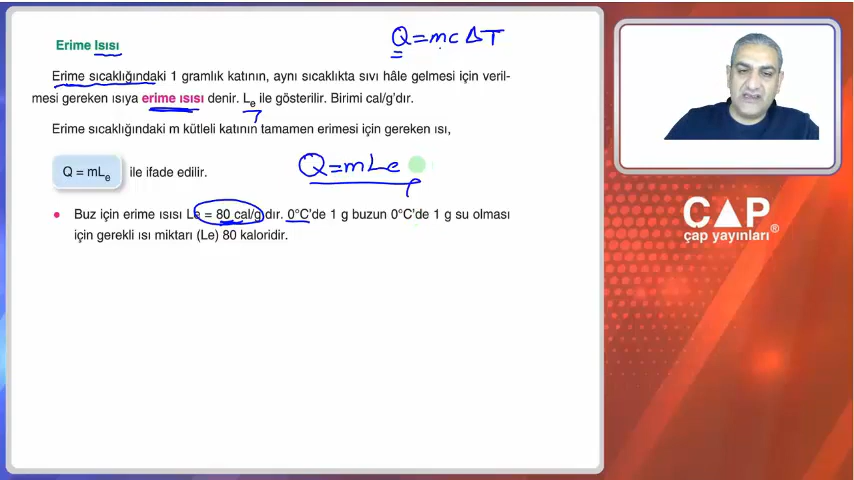 Erime Isısı
Q=mcΔT
Erime sıcaklığındaki 1 gramlık katının, aynı sıcaklıkta sıvı hâle gelmesi için veril-
mesi gereken ısıya erime ısısı denir. Le ile gösterilir. Birimi cal/g'dır.
Erime sıcaklığındaki m kütleli katının tamamen erimesi için gereken ısı,
Q = mLe ile ifade edilir.
Q=mLe
• Buz için erime ısısı Le = 80 cal/g dır. 0°C'de 1 g buzun 0°C'de 1 g su olması
için gerekli ısı miktarı (Le) 80 kaloridir.
ÇAP
çap yayınları®